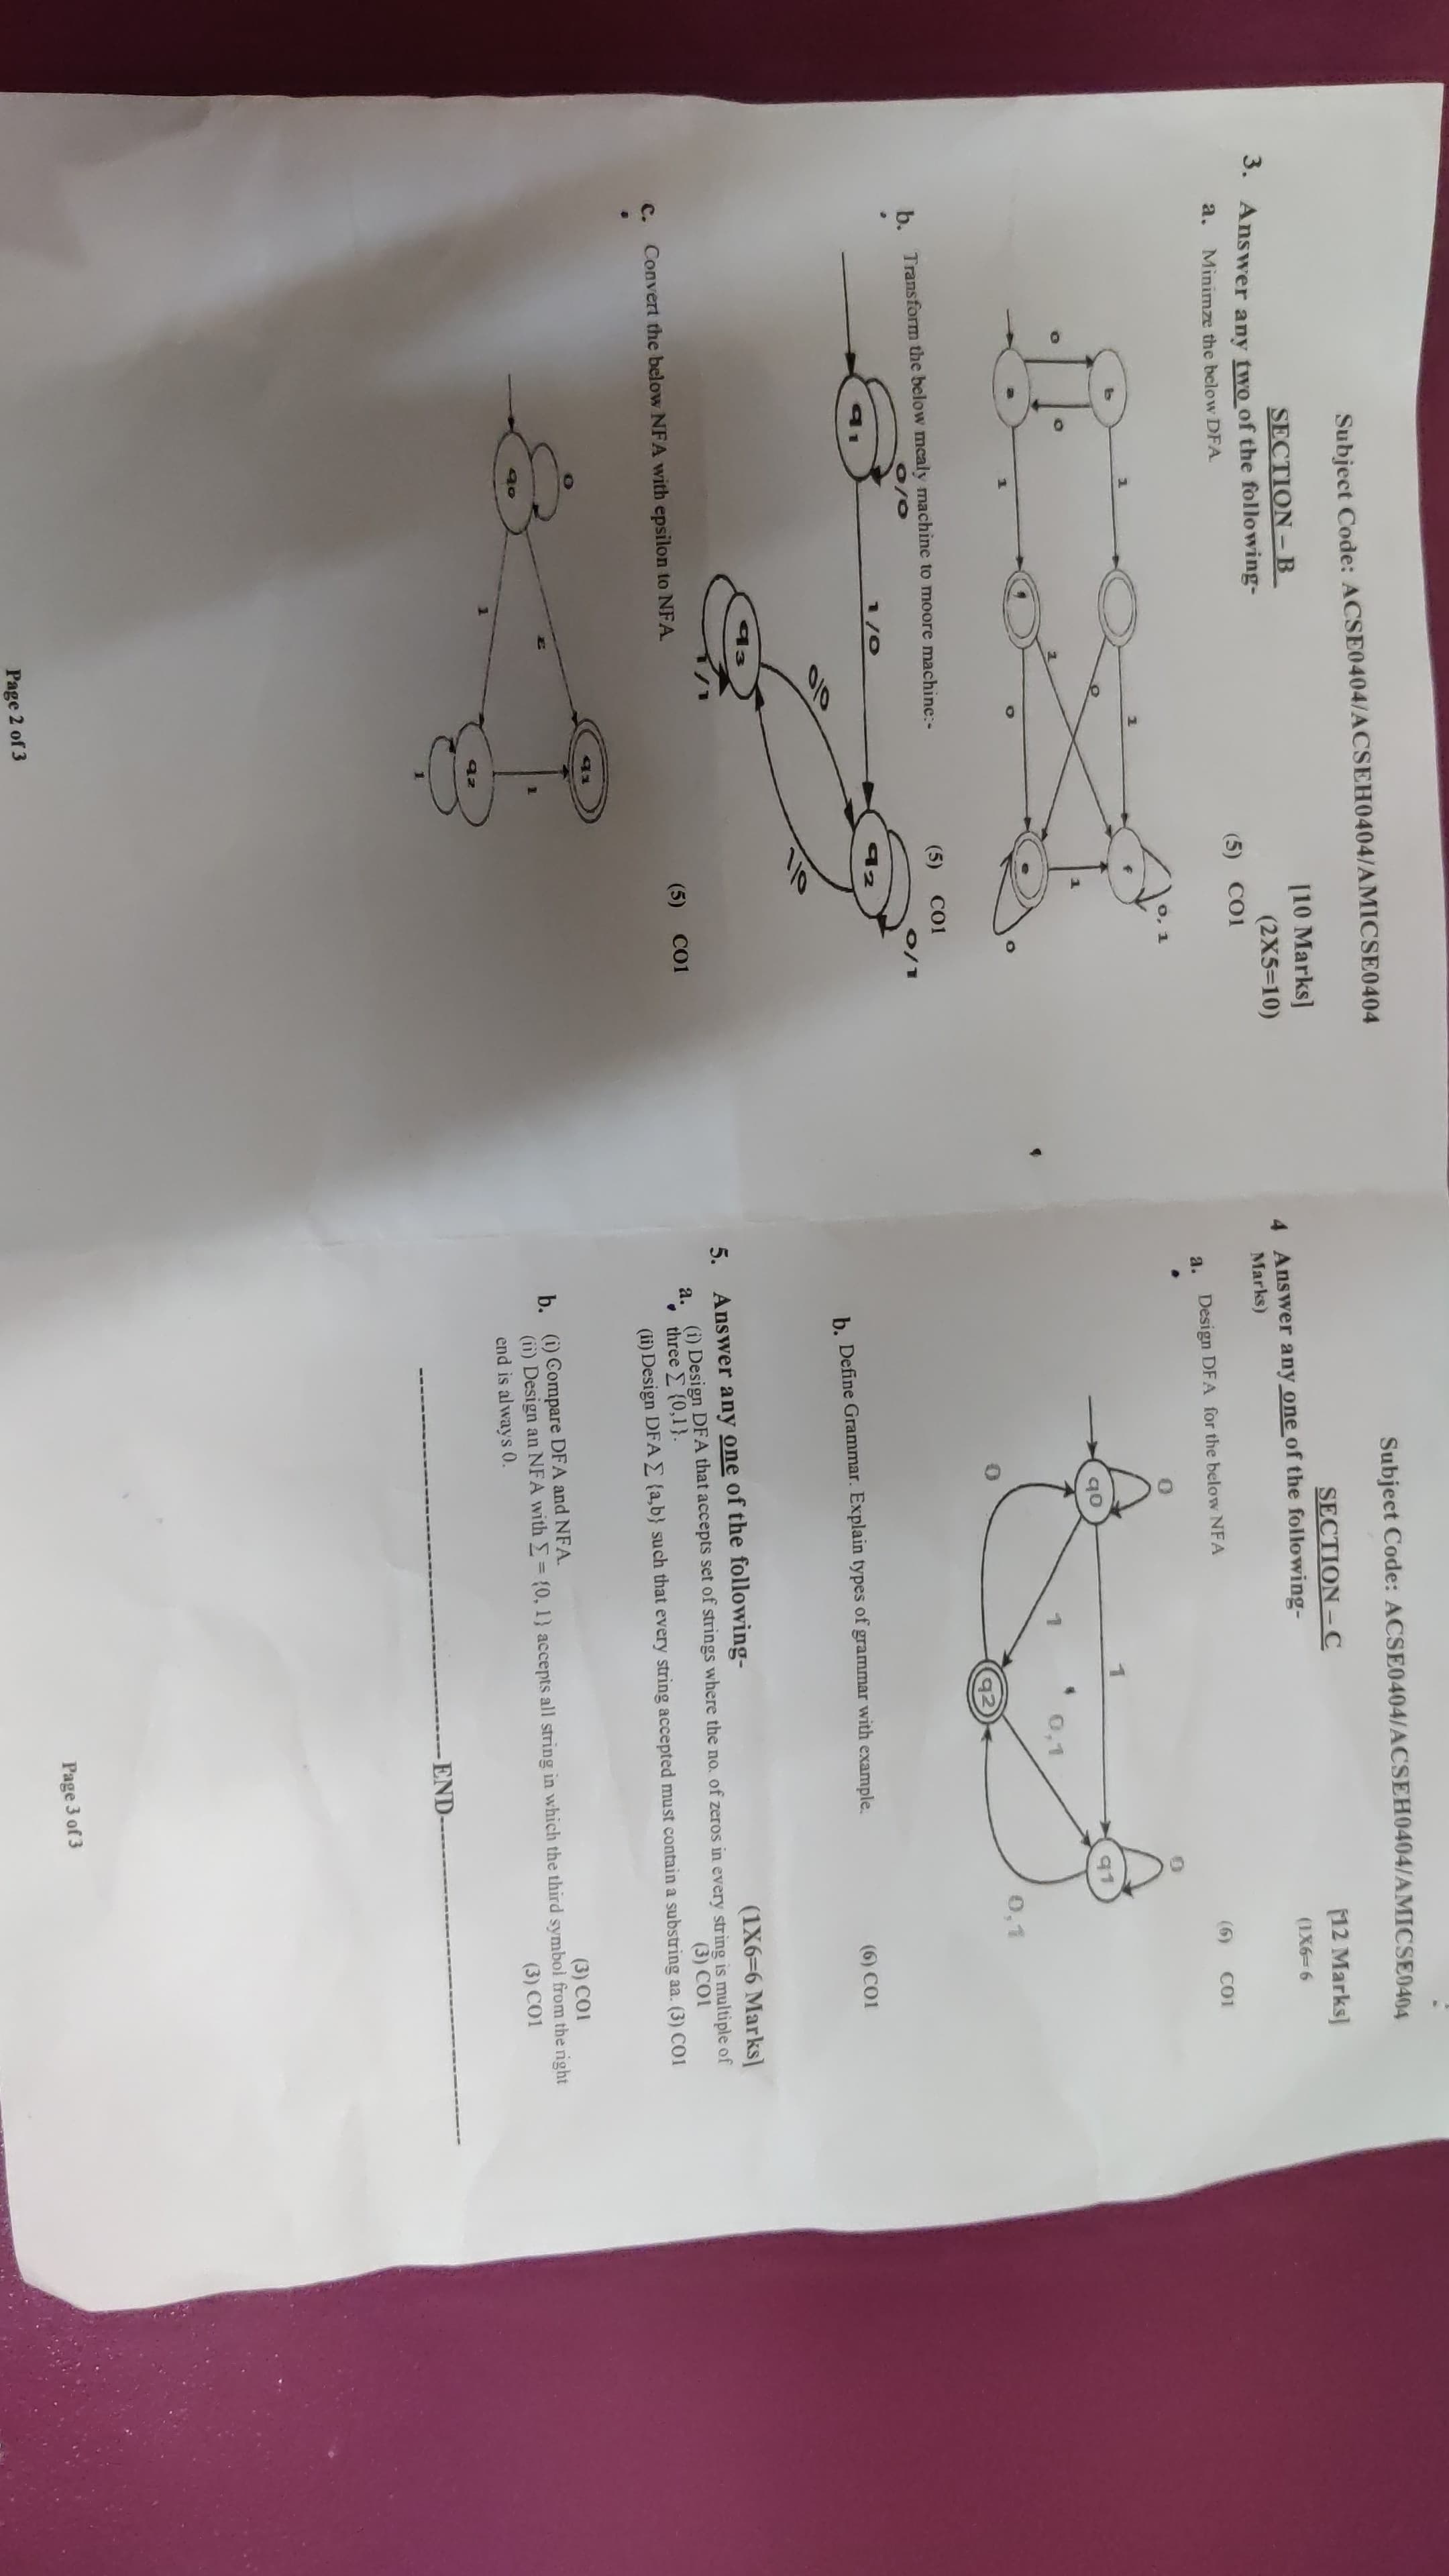 Subject Code: ACSE0404/ACSEH0404/AMICSE0404
SECTION – B
[10 Marks]
3. Answer any two of the following-
(2X5=10)
a. Minimze the below DFA.
(5) CO1
0, 1
b
1
1
f
0
0
0
1
1
a
1
0
e
0
b. Transform the below mealy machine to moore machine:-
(5) CO1
0/0
0/1
q1
1/0
q2
0/0
1/0
q3
1/1
c. Convert the below NFA with epsilon to NFA.
(5) CO1
q1
0
ε
1
q0
1
q2
1
Page 2 of 3
Subject Code: ACSE0404/ACSEH0404/AMICSE0404
SECTION – C
[12 Marks]
4 Answer any one of the following-
(1X6= 6
Marks)
a. Design DFA for the below NFA
(6) CO1
0
0
q0
1
q1
1
0,1
0,1
0
q2
b. Define Grammar. Explain types of grammar with example.
(6) CO1
5. Answer any one of the following-
(1X6=6 Marks]
a. (i) Design DFA that accepts set of strings where the no. of zeros in every string is multiple of
three ∑ {0,1}.
(3) CO1
(ii) Design DFA ∑ {a,b} such that every string accepted must contain a substring aa. (3) CO1
b. (i) Compare DFA and NFA.
(3) CO1
(ii) Design an NFA with ∑ = {0, 1} accepts all string in which the third symbol from the right
end is always 0.
(3) CO1
END
Page 3 of 3